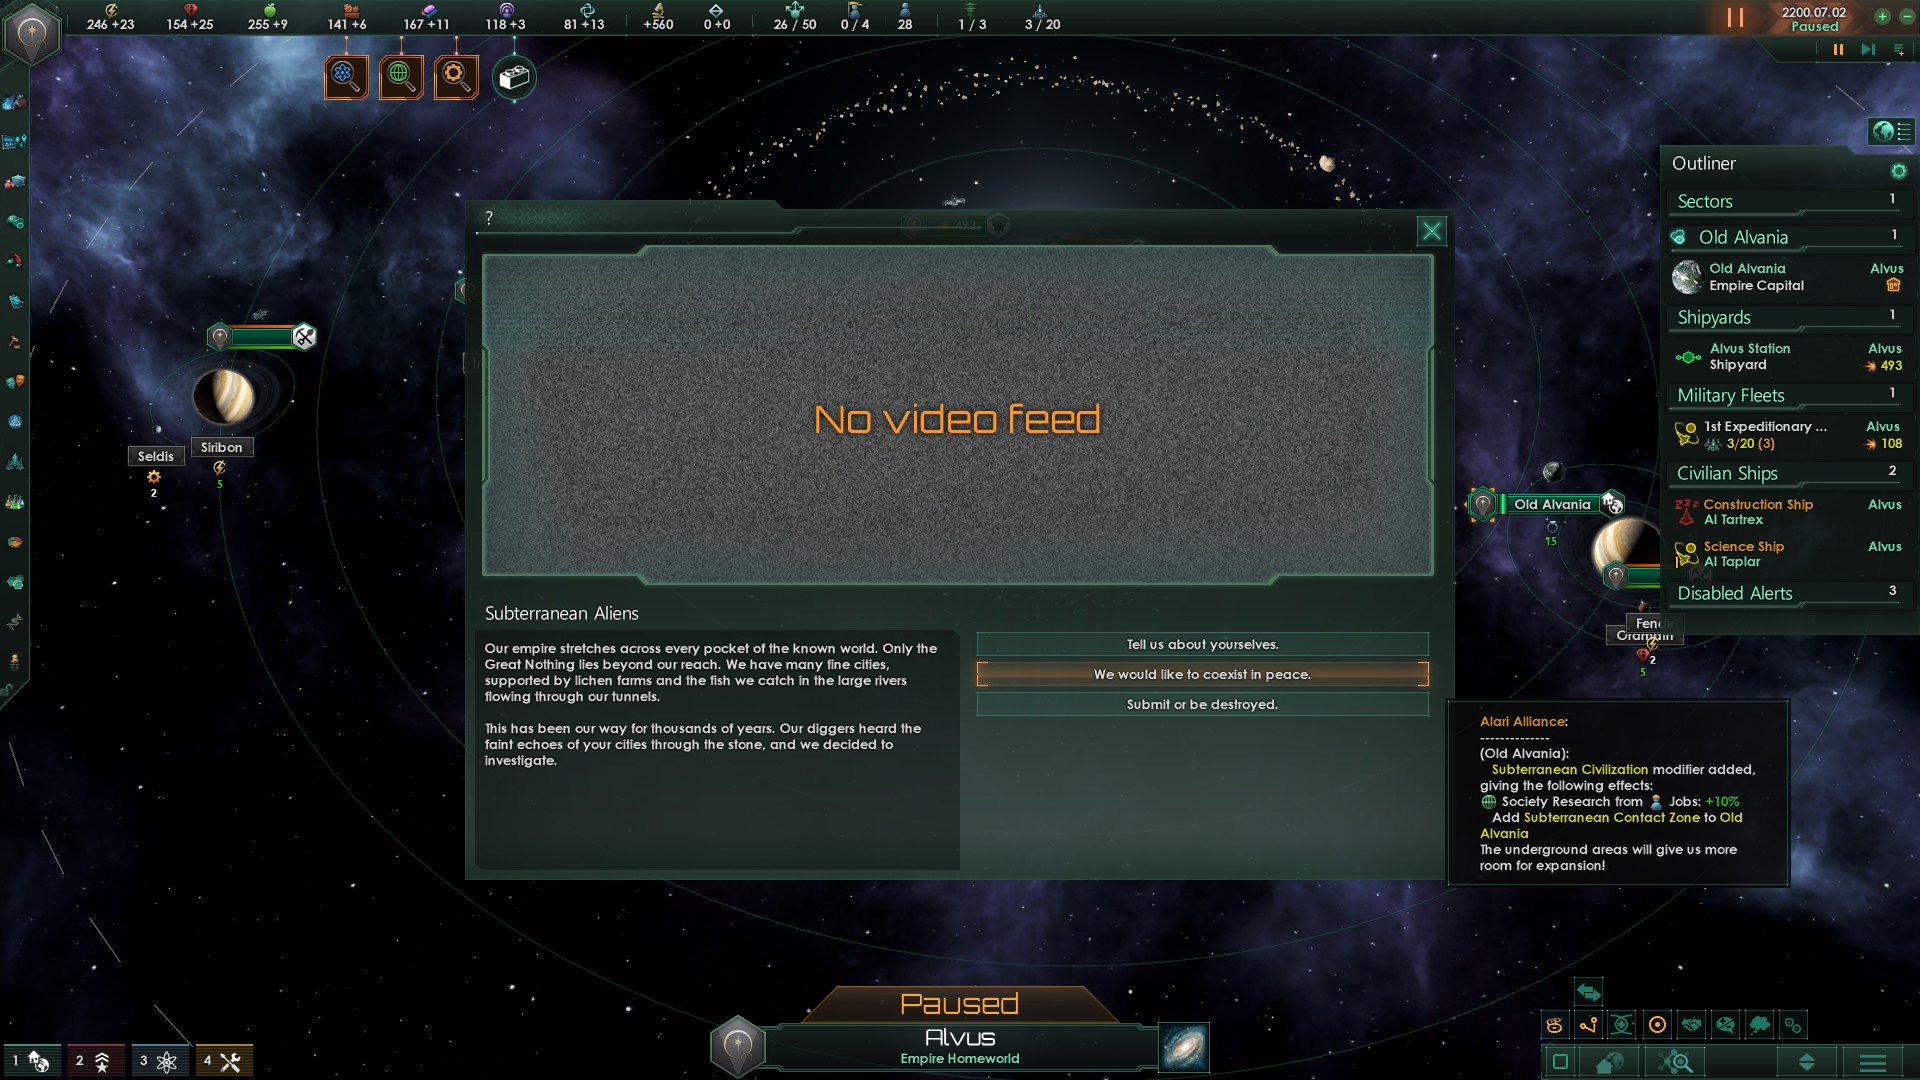 246 +23
154 +25
255 +9
141 +6
167 +11
118 +3
81 +13
+560
0 +0
26 / 50
0 / 4
28
1 / 3
3 / 20
2200.07.02
Paused
Outliner
Sectors 1
Old Alvania 1
Old Alvania Alvus
Empire Capital
Shipyards 1
Alvus Station Alvus
Shipyard 493
Military Fleets 1
1st Expeditionary ... Alvus
3/20 (3) 108
Civilian Ships 2
Construction Ship Alvus
AI Tartrex
Science Ship Alvus
AI Taplar
Disabled Alerts 3
?
No video feed
Siribon
5
Seldis
2
Old Alvania
15
Oramain
2
5
Subterranean Aliens
Our empire stretches across every pocket of the known world. Only the
Great Nothing lies beyond our reach. We have many fine cities,
supported by lichen farms and the fish we catch in the large rivers
flowing through our tunnels.
This has been our way for thousands of years. Our diggers heard the
faint echoes of your cities through the stone, and we decided to
investigate.
Tell us about yourselves.
We would like to coexist in peace.
Submit or be destroyed.
Alari Alliance:
--------------
(Old Alvania):
Subterranean Civilization modifier added,
giving the following effects:
Society Research from Jobs: +10%
Add Subterranean Contact Zone to Old
Alvania
The underground areas will give us more
room for expansion!
Paused
Alvus
Empire Homeworld
1
2
3
4